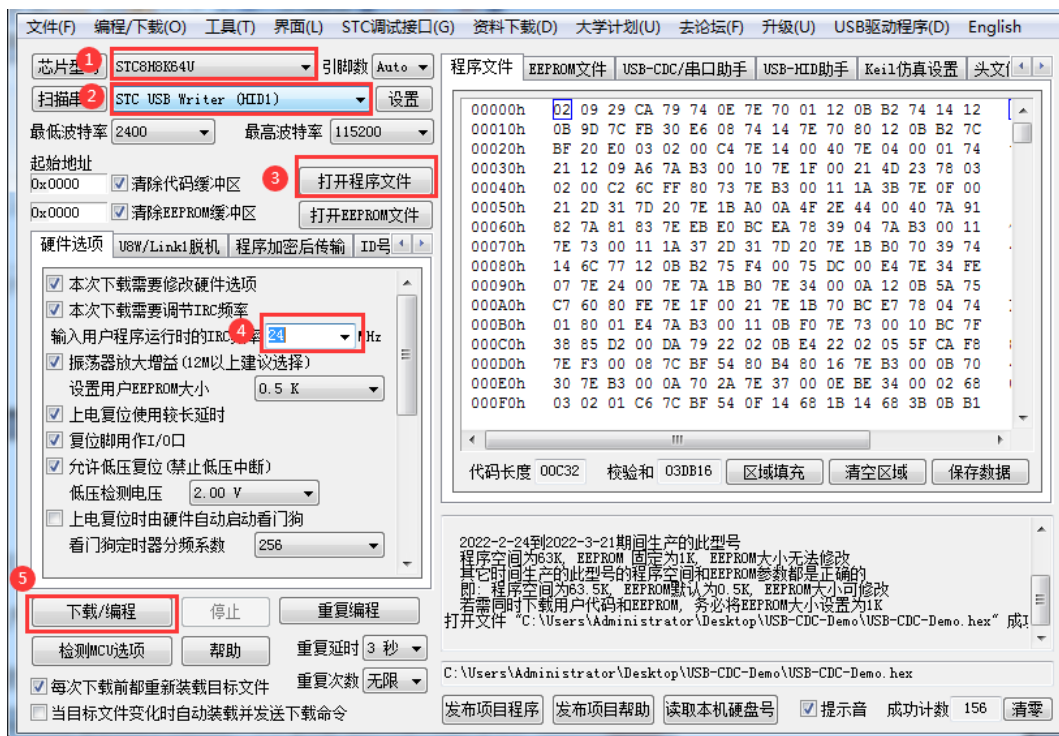 文件(F) 编程/下载(O) 工具(T) 界面(L) STC调试接口(G) 资料下载(D) 大学计划(U) 去论坛(F) 升级(U) USB驱动程序(D) English
芯片型号 1 STC8H8K64U 引脚数 Auto
扫描串 2 STC USB Writer (HID1) 设置
最低波特率 2400 最高波特率 115200
起始地址
0x0000 清除代码缓冲区 3 打开程序文件
0x0000 清除EEPROM缓冲区 打开EEPROM文件
硬件选项 U8W/Link1脱机 程序加密后传输 ID号
本次下载需要修改硬件选项
本次下载需要调节IRC频率
输入用户程序运行时的IRC频率 4 24 MHz
振荡器放大增益(12M以上建议选择)
设置用户EEPROM大小 0.5 K
上电复位使用较长延时
复位脚用作I/O口
允许低压复位(禁止低压中断)
低压检测电压 2.00 V
上电复位时由硬件自动启动看门狗
看门狗定时器分频系数 256
5
下载/编程 停止 重复编程
检测MCU选项 帮助 重复延时 3 秒
每次下载前都重新装载目标文件 重复次数 无限
当目标文件变化时自动装载并发送下载命令
程序文件 EEPROM文件 USB-CDC/串口助手 USB-HID助手 Keil仿真设置 头文
00000h 02 09 29 CA 79 74 0E 7E 70 01 12 0B B2 74 14 12
00010h 0B 9D 7C FB 30 E6 08 74 14 7E 70 80 12 0B B2 7C
00020h BF 20 E0 03 02 00 C4 7E 14 00 40 7E 04 00 01 74
00030h 21 12 09 A6 7A B3 00 10 7E 1F 00 21 4D 23 78 03
00040h 02 00 C2 6C FF 80 73 7E B3 00 11 1A 3B 7E 0F 00
00050h 21 2D 31 7D 20 7E 1B A0 0A 4F 2E 44 00 40 7A 91
00060h 82 7A 81 83 7E EB E0 BC EA 78 39 04 7A B3 00 11
00070h 7E 73 00 11 1A 37 2D 31 7D 20 7E 1B B0 70 39 74
00080h 14 6C 77 12 0B B2 75 F4 00 75 DC 00 E4 7E 34 FE
00090h 07 7E 24 00 7E 7A 1B B0 7E 34 00 0A 12 0B 5A 75
000A0h C7 60 80 FE 7E 1F 00 21 7E 1B 70 BC E7 78 04 74
000B0h 01 80 01 E4 7A B3 00 11 0B F0 7E 73 00 10 BC 7F
000C0h 38 85 D2 00 DA 79 22 02 0B E4 22 02 05 5F CA F8
000D0h 7E F3 00 08 7C BF 54 80 B4 80 16 7E B3 00 0B 70
000E0h 30 7E B3 00 0A 70 2A 7E 37 00 0E BE 34 00 02 68
000F0h 03 02 01 C6 7C BF 54 0F 14 68 1B 14 68 3B 0B B1
代码长度 00C32 校验和 03DB16 区域填充 清空区域 保存数据
2022-2-24到2022-3-21期间生产的此型号
程序空间为63K, EEPROM 固定为1K, EEPROM大小无法修改
其它时间生产的此型号的程序空间和EEPROM参数都是正确的
即: 程序空间为63.5K, EEPROM默认为0.5K, EEPROM大小可修改
若需同时下载用户代码和EEPROM, 务必将EEPROM大小设置为1K
打开文件 "C:\Users\Administrator\Desktop\USB-CDC-Demo\USB-CDC-Demo.hex" 成
C:\Users\Administrator\Desktop\USB-CDC-Demo\USB-CDC-Demo.hex
发布项目程序 发布项目帮助 读取本机硬盘号 提示音 成功计数 156 清零